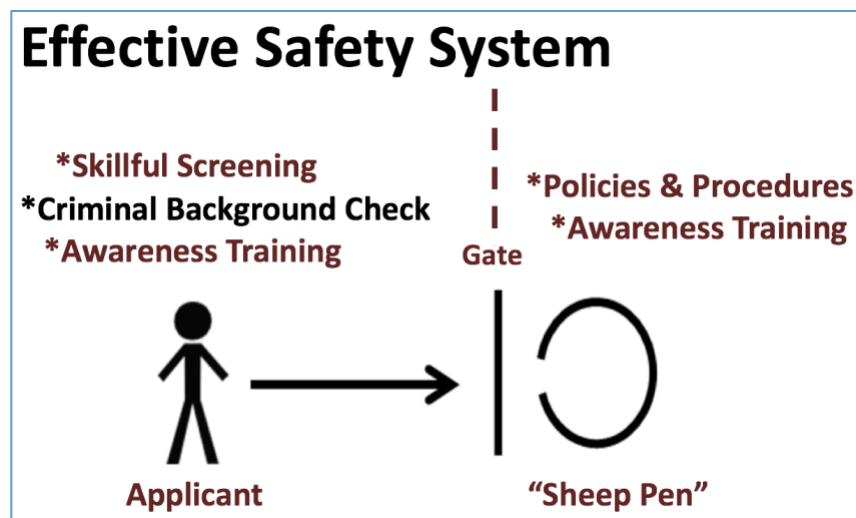 Effective Safety System
*Skillful Screening
*Criminal Background Check
*Awareness Training
*Policies & Procedures
*Awareness Training
Gate
Applicant
“Sheep Pen”